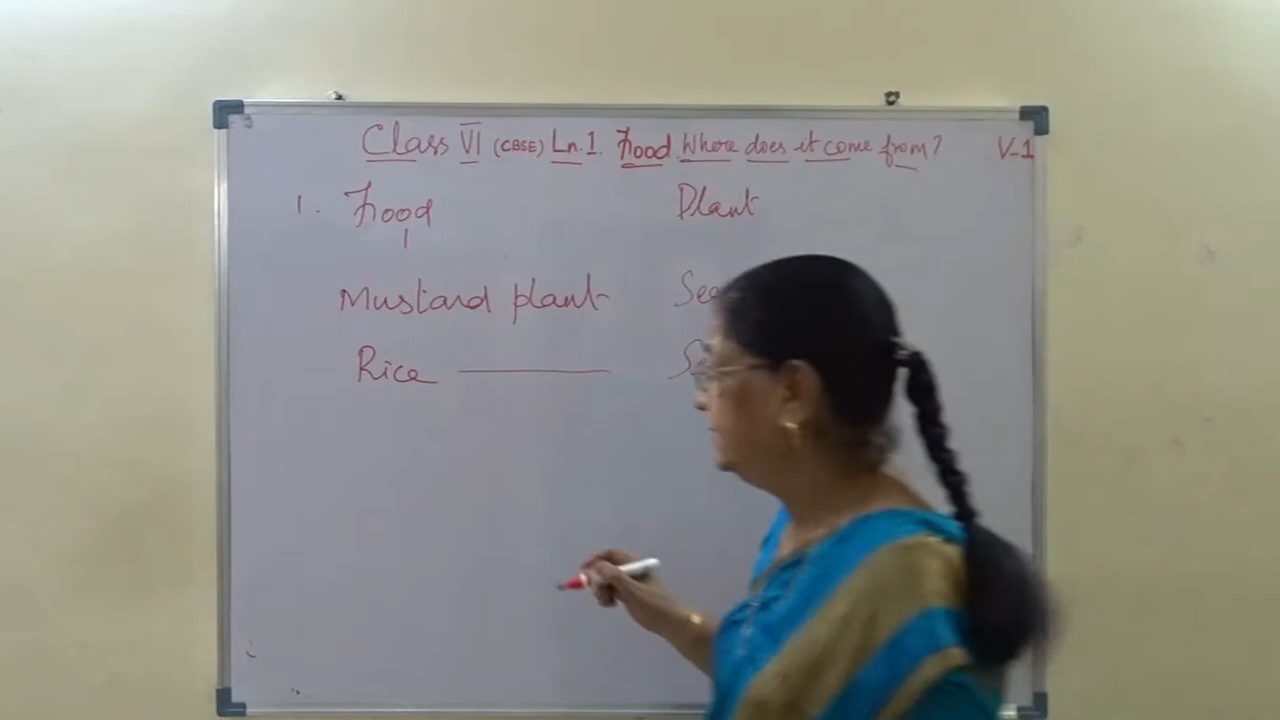 Class VI (CBSE) Ln.1. Food Where does it come from? V-1
1. Food Plant
Mustard plant
Rice